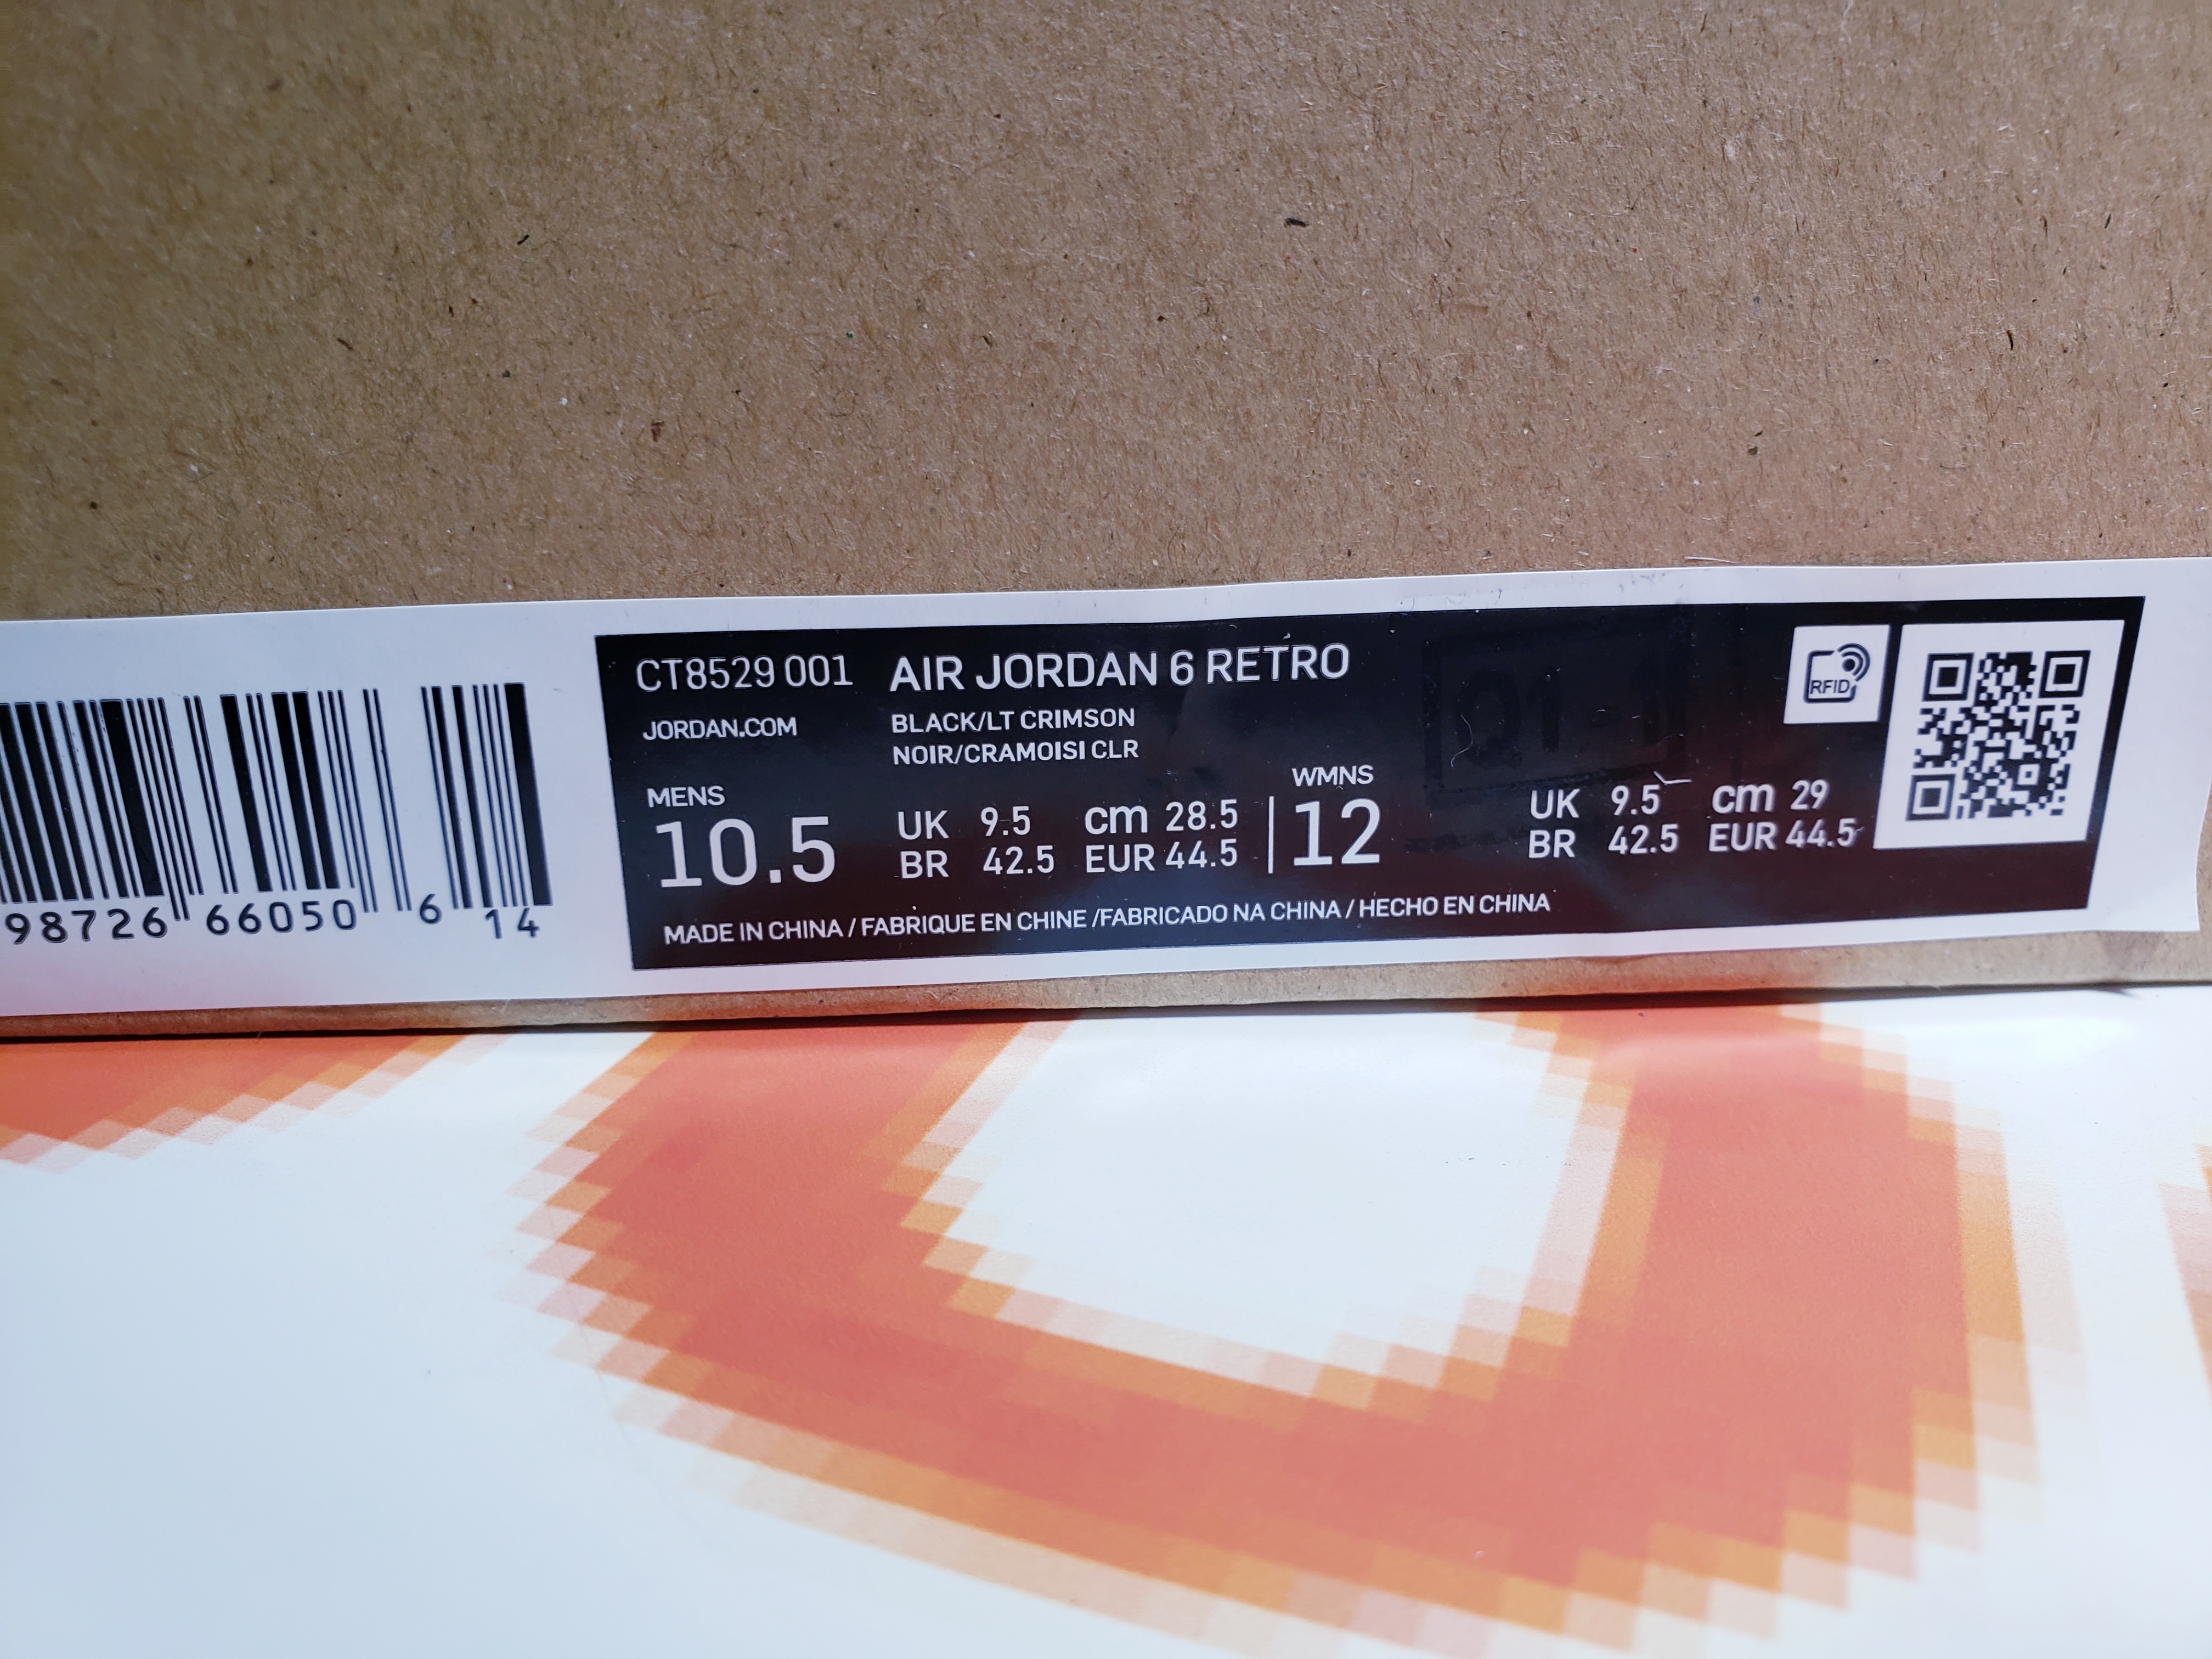 98726 66050 6 14
CT8529 001 AIR JORDAN 6 RETRO
JORDAN.COM
BLACK/LT CRIMSON
NOIR/CRAMOISI CLR
RFID
MENS
10.5
UK 9.5 cm 28.5
BR 42.5 EUR 44.5
WMNS
12
UK 9.5 cm 29
BR 42.5 EUR 44.5
MADE IN CHINA / FABRIQUE EN CHINE /FABRICADO NA CHINA / HECHO EN CHINA